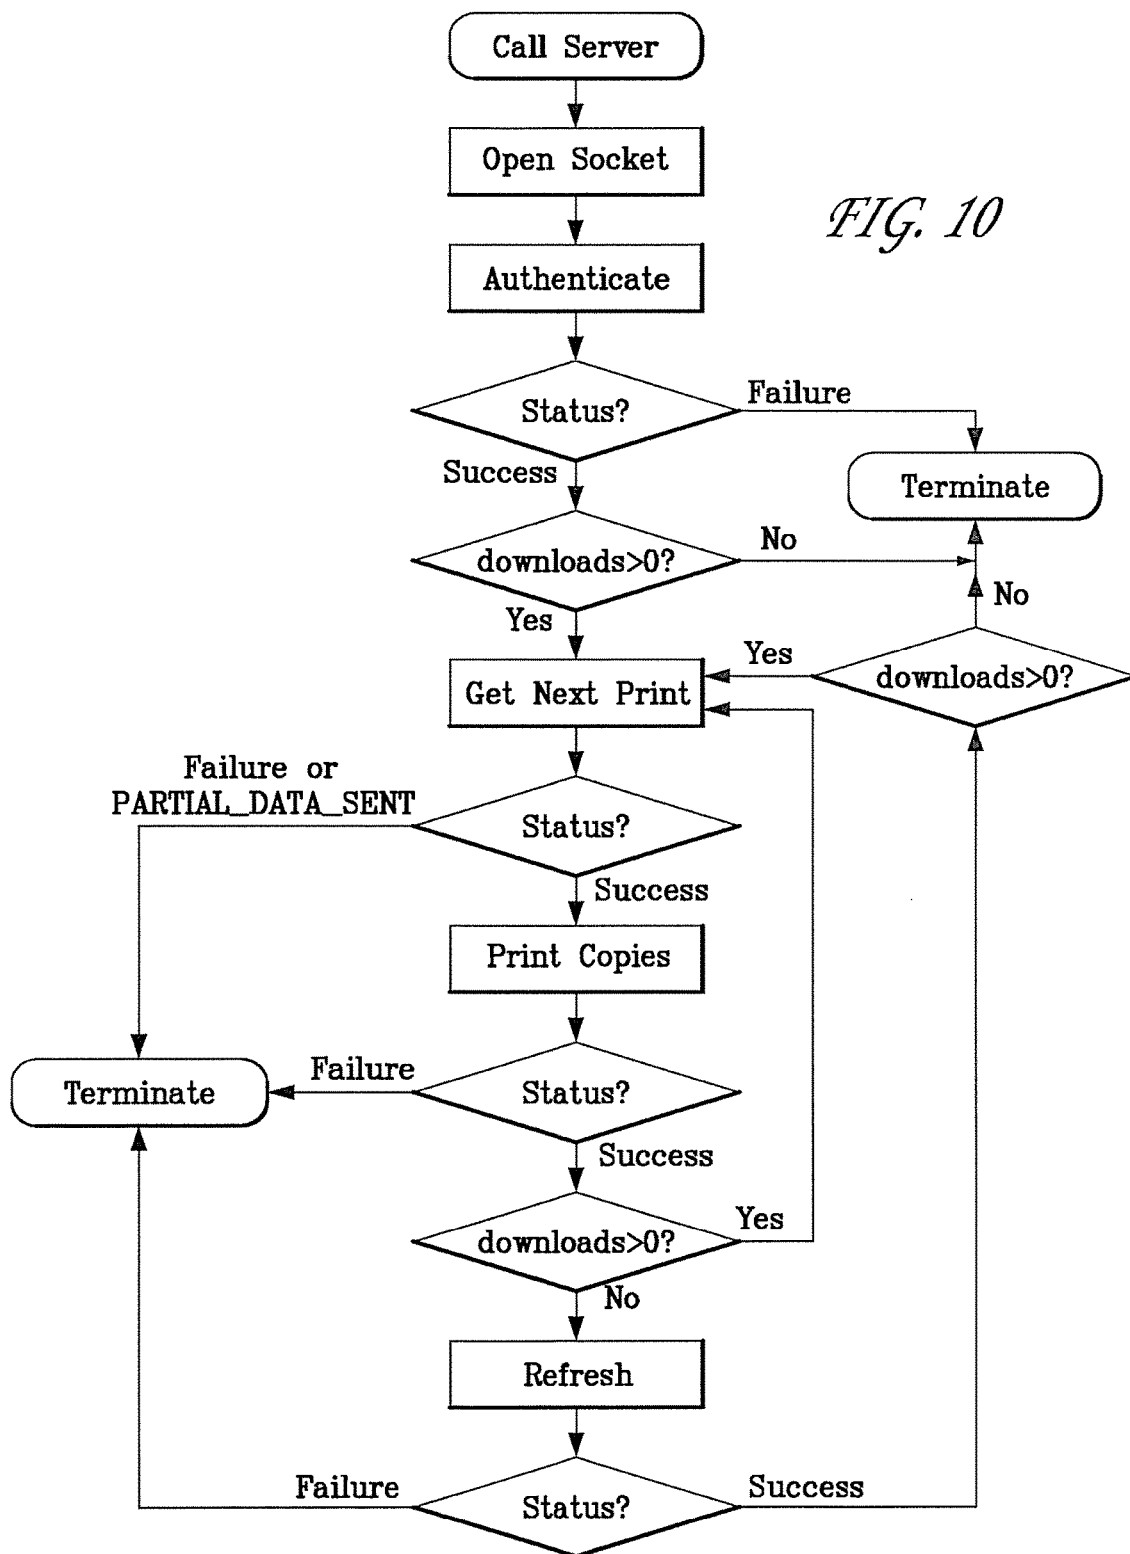 Call Server
Open Socket
FIG. 10
Authenticate
Status?
Failure
Success
Terminate
downloads>0?
No
Yes
No
Yes
downloads>0?
Get Next Print
Failure or
PARTIAL_DATA_SENT
Status?
Success
Print Copies
Terminate
Failure
Status?
Success
downloads>0?
Yes
No
Refresh
Failure
Status?
Success